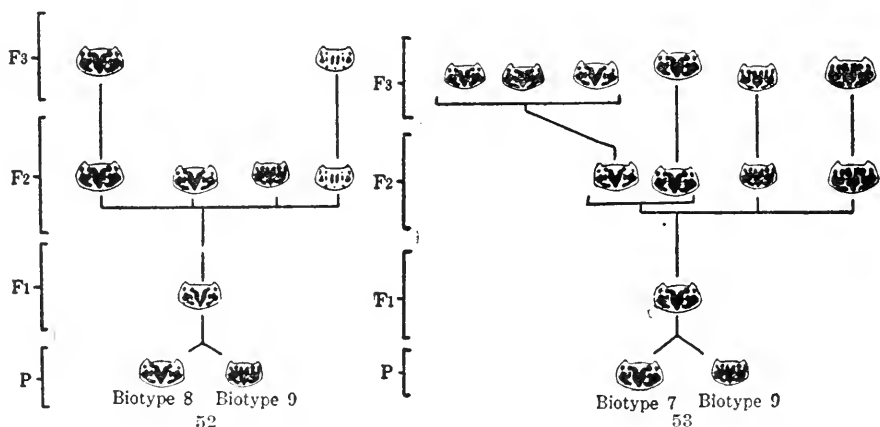 F3
F2
F1
P
Biotype 8 Biotype 9
52
F3
F2
F1
P
Biotype 7 Biotype 9
53